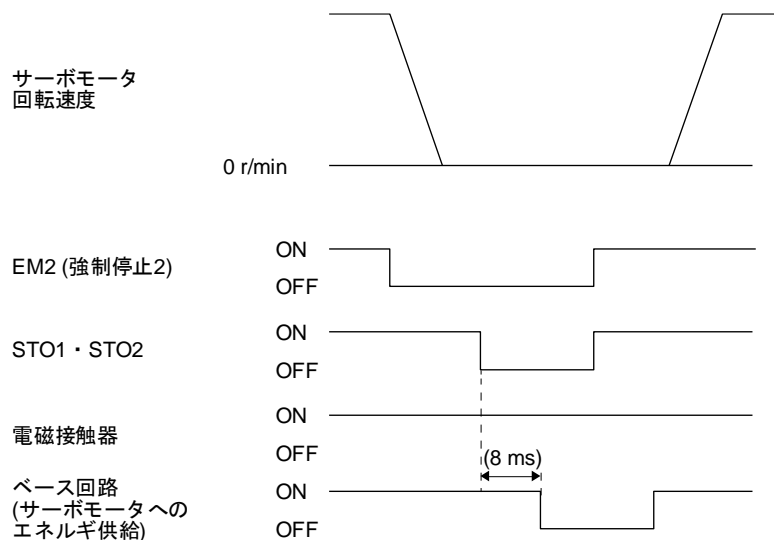 サーボモータ
回転速度
0 r/min
EM2 (強制停止2)
ON
OFF
STO1・STO2
ON
OFF
電磁接触器
ON
OFF
(8 ms)
ベース回路
(サーボモータへの
エネルギ供給)
ON
OFF